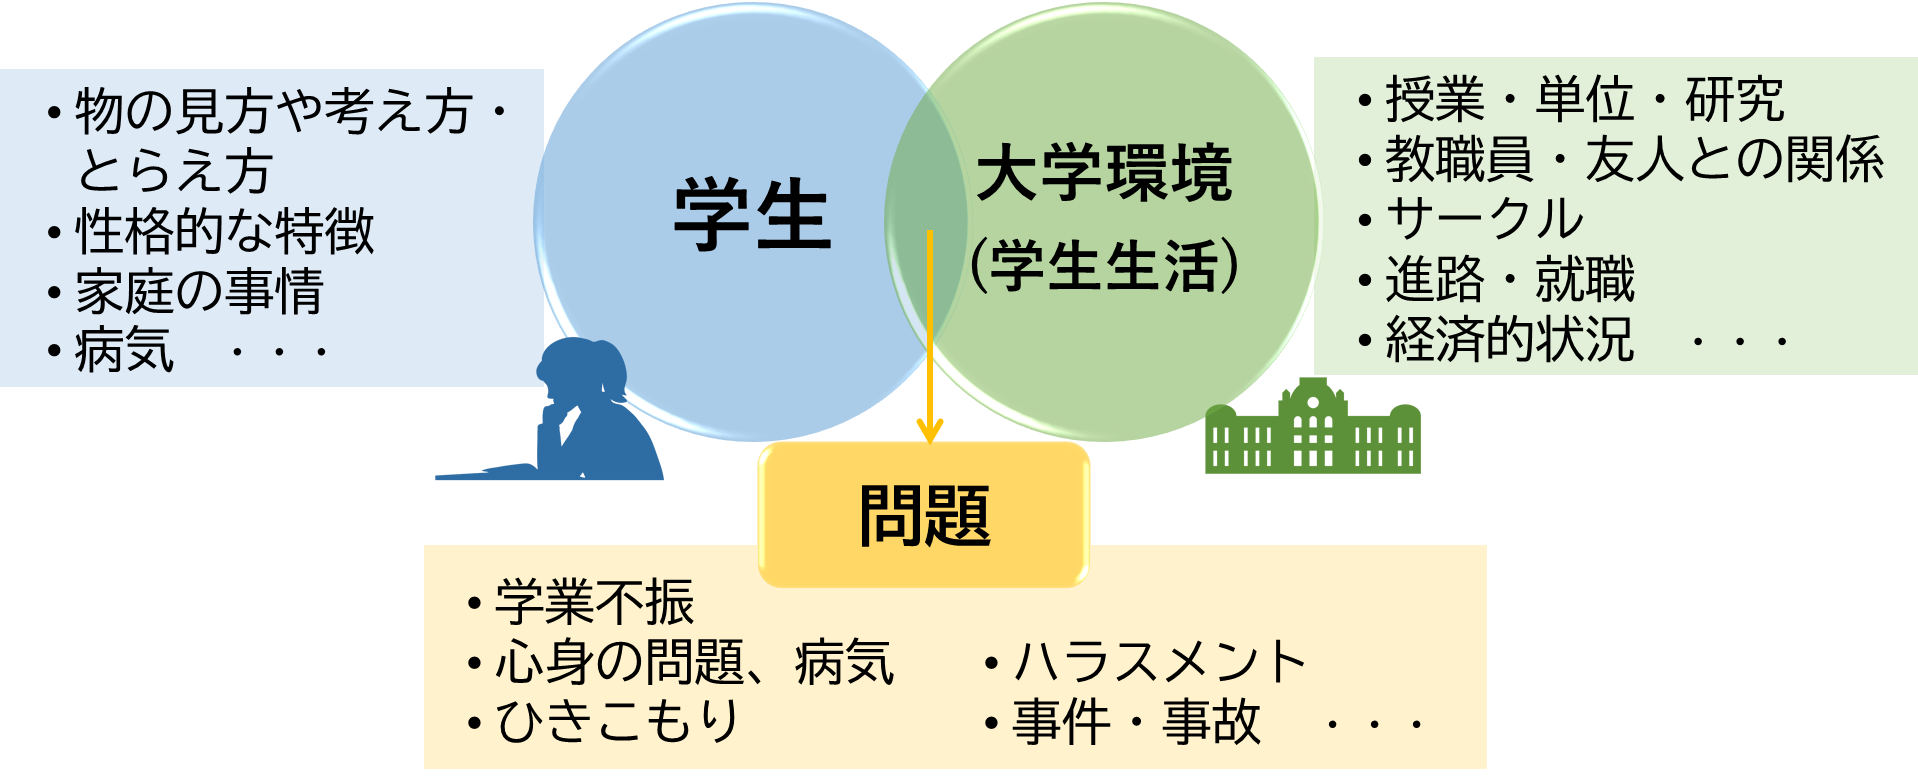 • 物の見方や考え方・
とらえ方
• 性格的な特徴
• 家庭の事情
• 病気　・・・
学生
大学環境
(学生生活)
• 授業・単位・研究
• 教職員・友人との関係
• サークル
• 進路・就職
• 経済的状況　・・・
問題
• 学業不振
• 心身の問題、病気
• ひきこもり
• ハラスメント
• 事件・事故　・・・